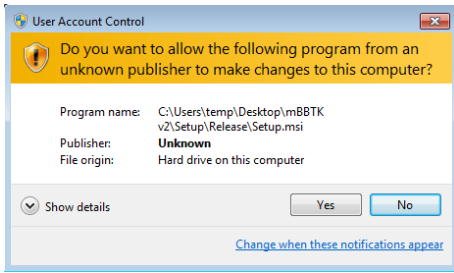 User Account Control
Do you want to allow the following program from an
unknown publisher to make changes to this computer?
Program name: C:\Users\temp\Desktop\mBBTK
v2\Setup\Release\Setup.msi
Publisher: Unknown
File origin: Hard drive on this computer
Show details Yes No
Change when these notifications appear